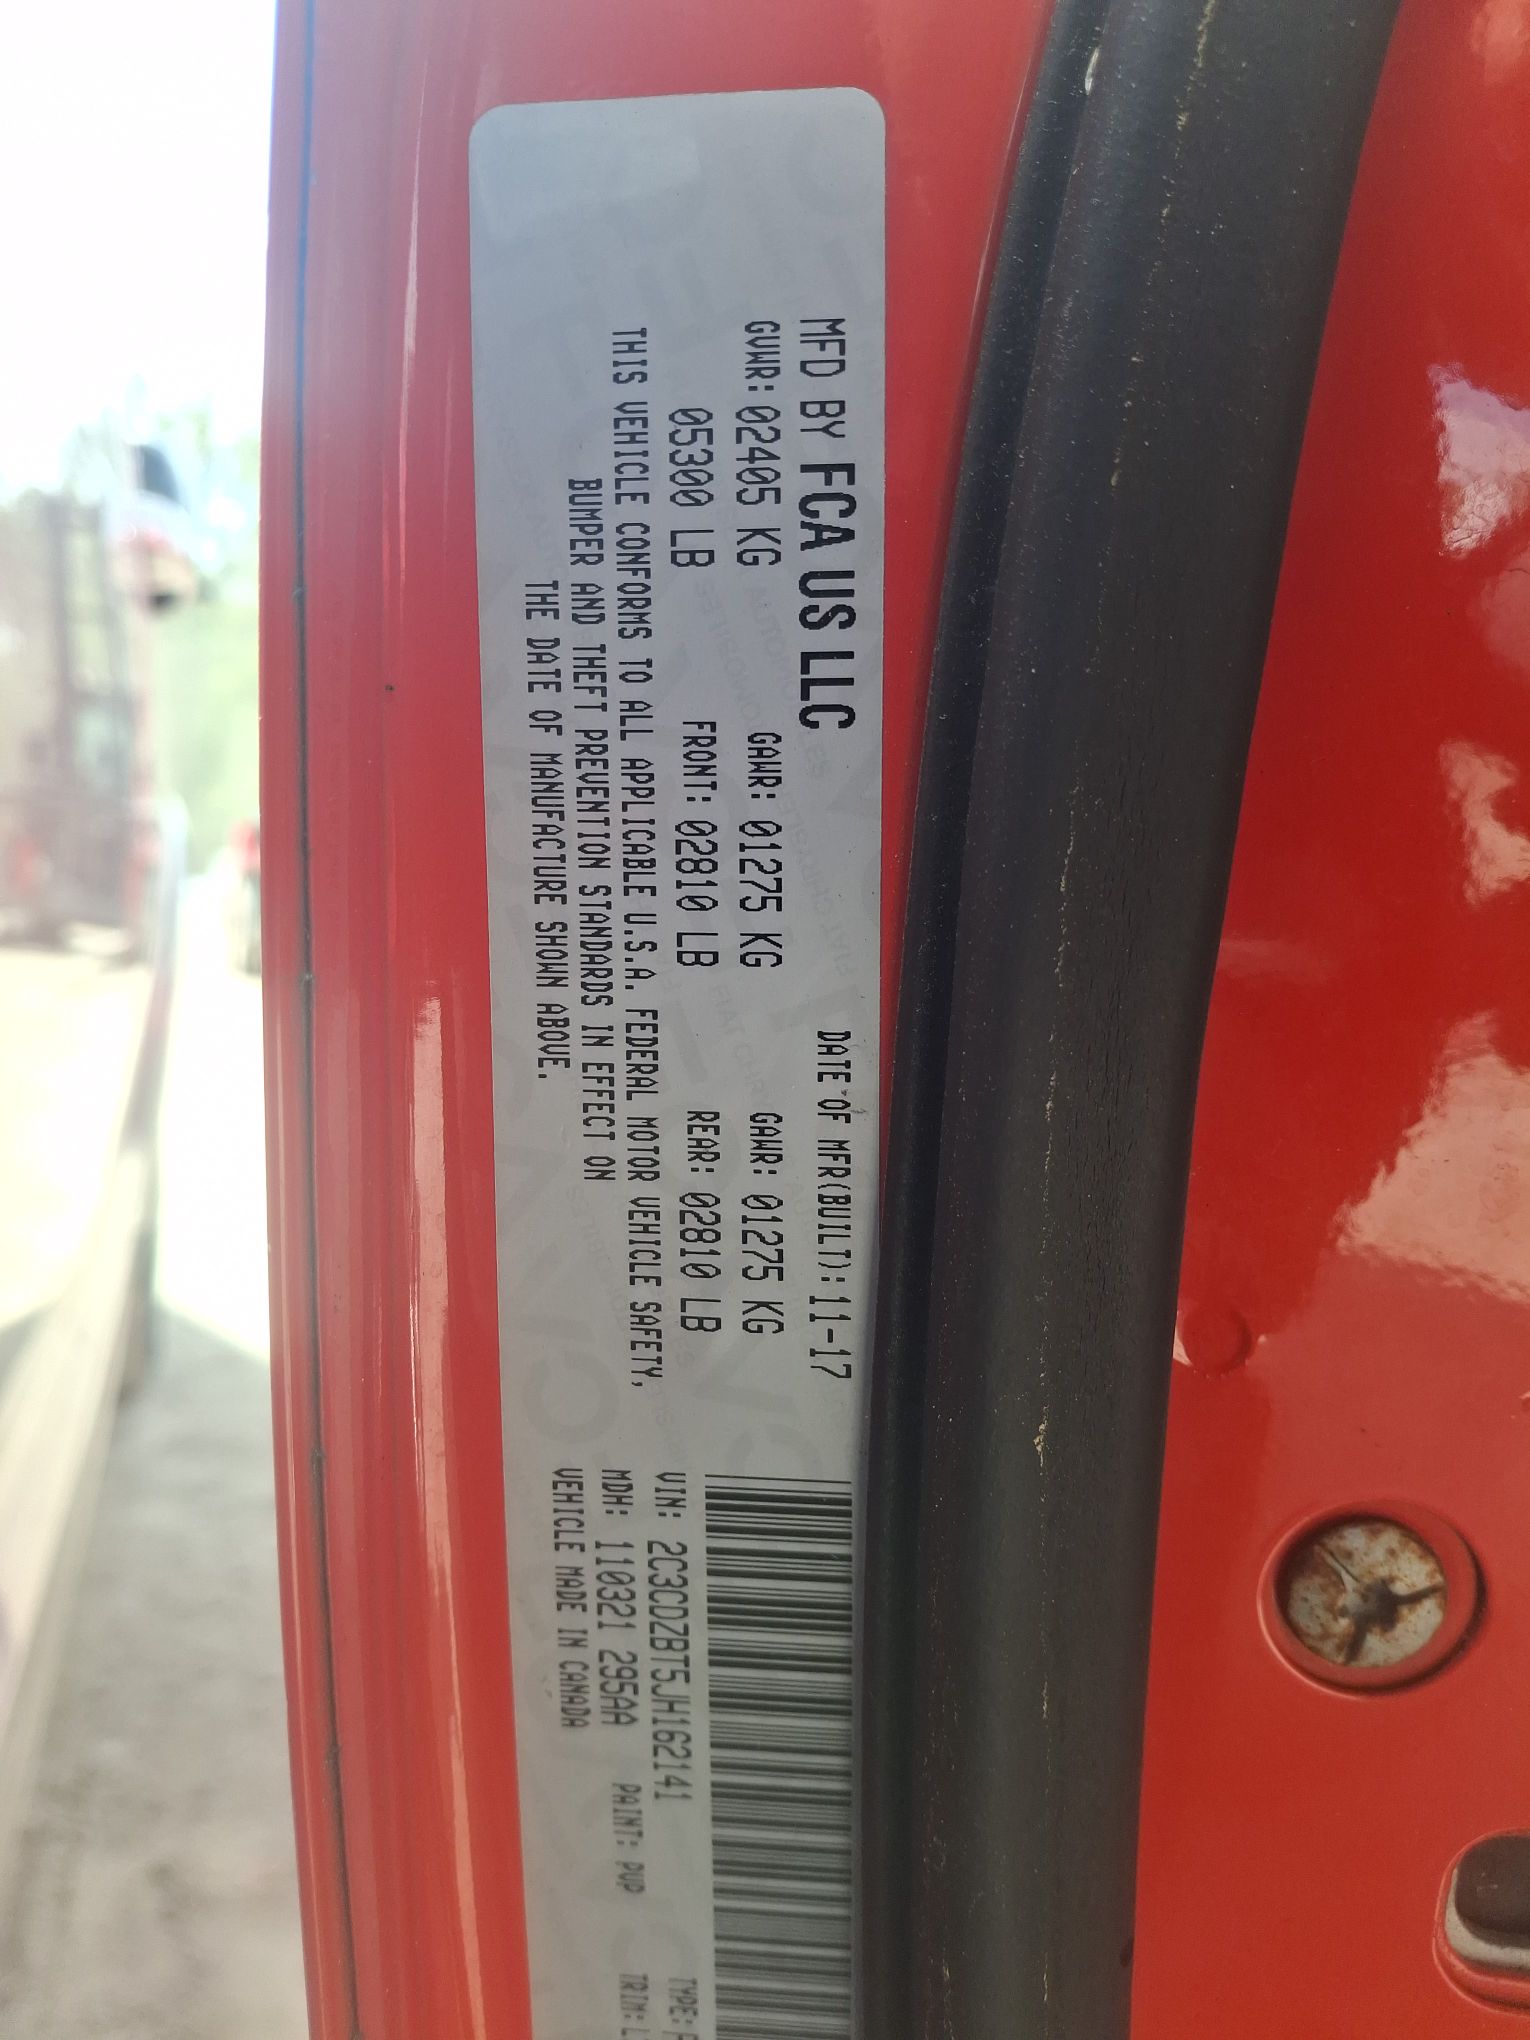 MFD BY FCA US LLC
DATE OF MFR(BUILT): 11-17
GVWR: 02405 KG GAWR: 01275 KG GAWR: 01275 KG
05300 LB FRONT: 02810 LB REAR: 02810 LB
THIS VEHICLE CONFORMS TO ALL APPLICABLE U.S.A. FEDERAL MOTOR VEHICLE SAFETY,
BUMPER AND THEFT PREVENTION STANDARDS IN EFFECT ON
THE DATE OF MANUFACTURE SHOWN ABOVE.
VIN: 2C3CDZBT5JH162141 TYPE:
MDH: 110321 295AA PAINT: PVP TRIM:
VEHICLE MADE IN CANADA